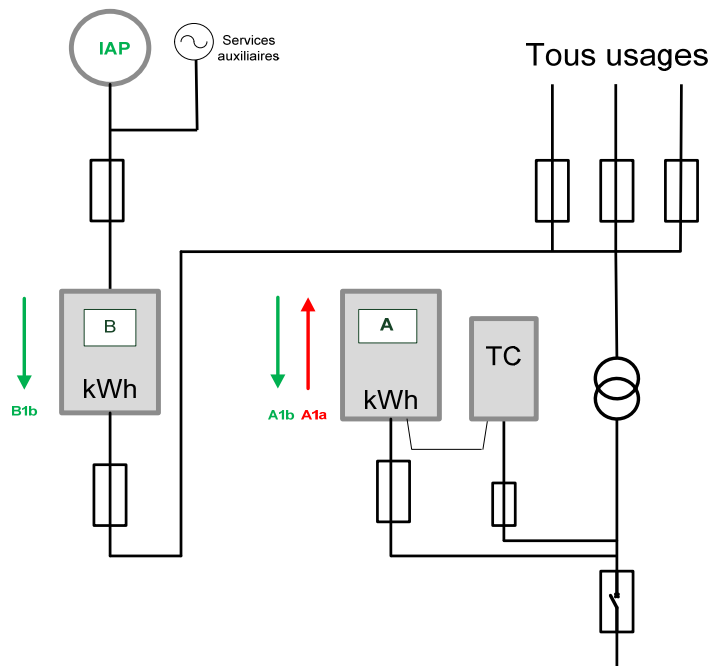 IAP
Services
auxiliaires
Tous usages
B
kWh
B1b
A
kWh
A1b A1a
TC